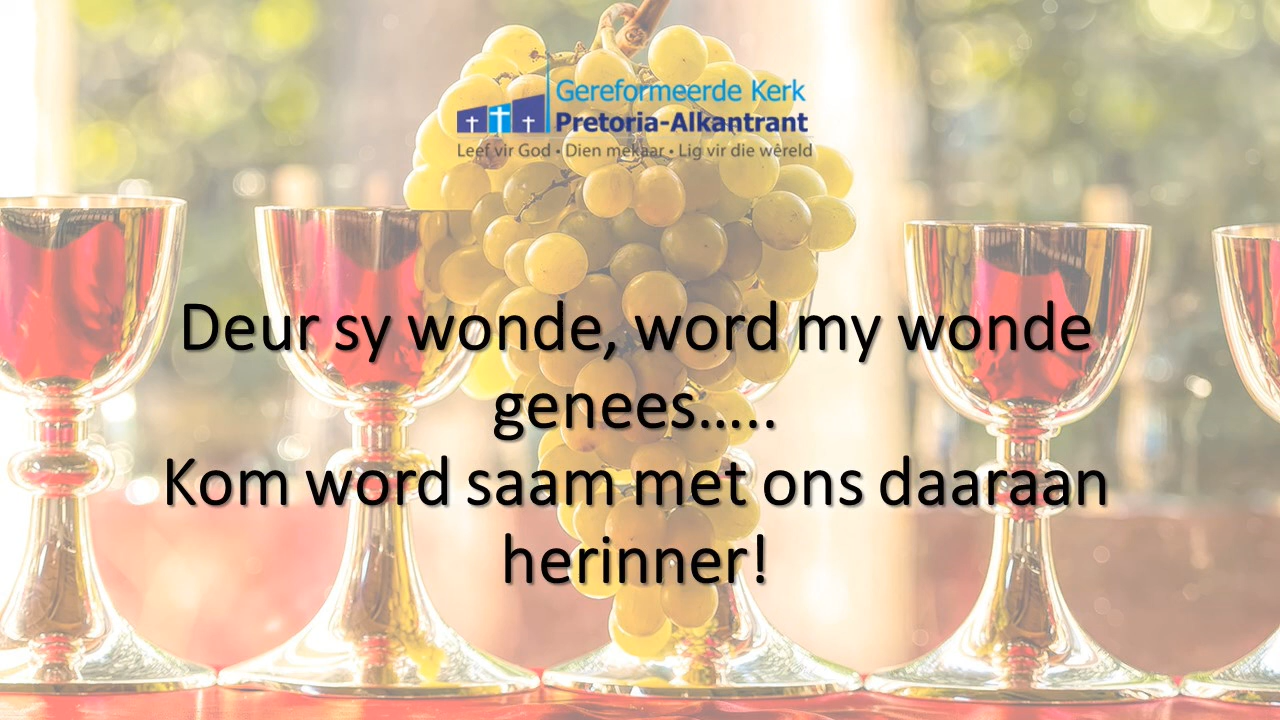 Gereformeerde Kerk
Pretoria-Alkantrant
Leef vir God • Dien mekaar • Lig vir die wêreld
Deur sy wonde, word my wonde
genees…..
Kom word saam met ons daaraan
herinner!